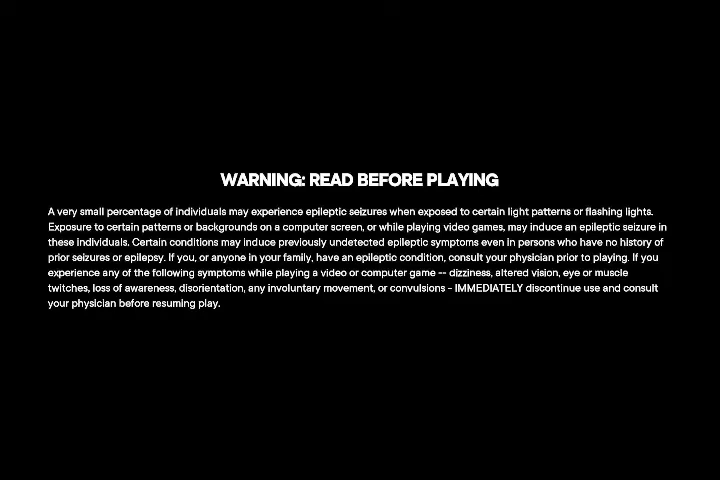 WARNING: READ BEFORE PLAYING
A very small percentage of individuals may experience epileptic seizures when exposed to certain light patterns or flashing lights.
Exposure to certain patterns or backgrounds on a computer screen, or while playing video games, may induce an epileptic seizure in
these individuals. Certain conditions may induce previously undetected epileptic symptoms even in persons who have no history of
prior seizures or epilepsy. If you, or anyone in your family, have an epileptic condition, consult your physician prior to playing. If you
experience any of the following symptoms while playing a video or computer game -- dizziness, altered vision, eye or muscle
twitches, loss of awareness, disorientation, any involuntary movement, or convulsions - IMMEDIATELY discontinue use and consult
your physician before resuming play.